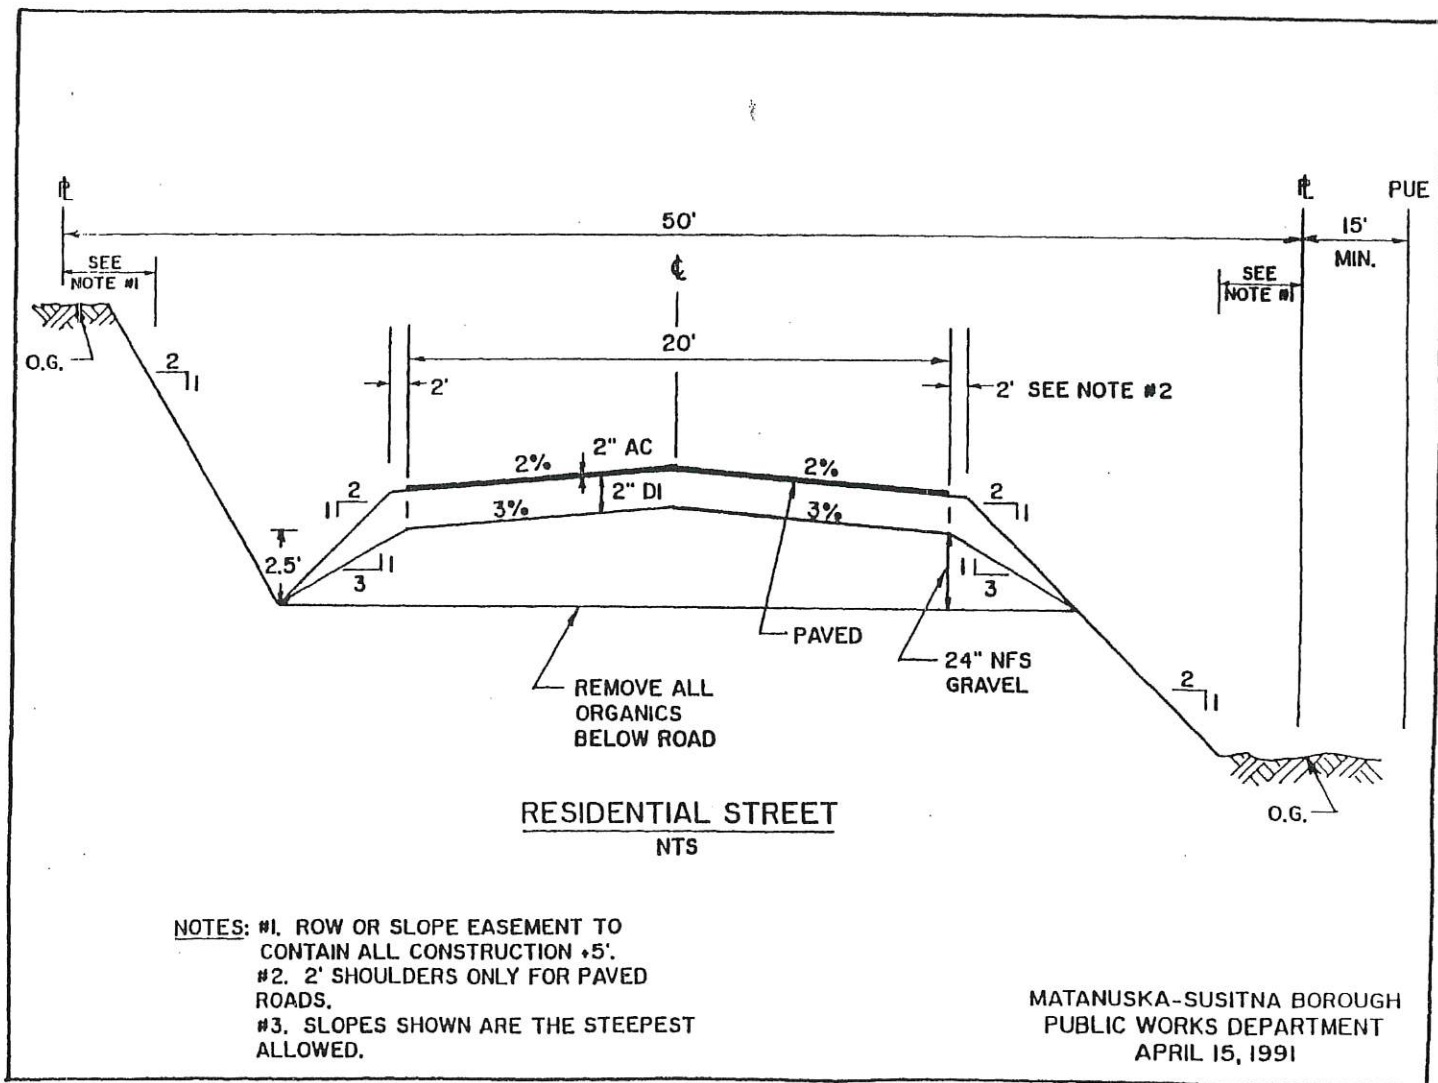 PL
PL
PUE
50'
15'
MIN.
SEE
NOTE #1
CL
SEE
NOTE #1
O.G.
2
1
20'
2'
2' SEE NOTE #2
2" AC
2%
2%
2
1
2" D1
2
1
3%
3%
2.5'
1
3
1
3
PAVED
24" NFS
GRAVEL
REMOVE ALL
ORGANICS
BELOW ROAD
2
1
O.G.
RESIDENTIAL STREET
NTS
NOTES: #1. ROW OR SLOPE EASEMENT TO
CONTAIN ALL CONSTRUCTION +5'.
#2. 2' SHOULDERS ONLY FOR PAVED
ROADS.
#3. SLOPES SHOWN ARE THE STEEPEST
ALLOWED.
MATANUSKA-SUSITNA BOROUGH
PUBLIC WORKS DEPARTMENT
APRIL 15, 1991